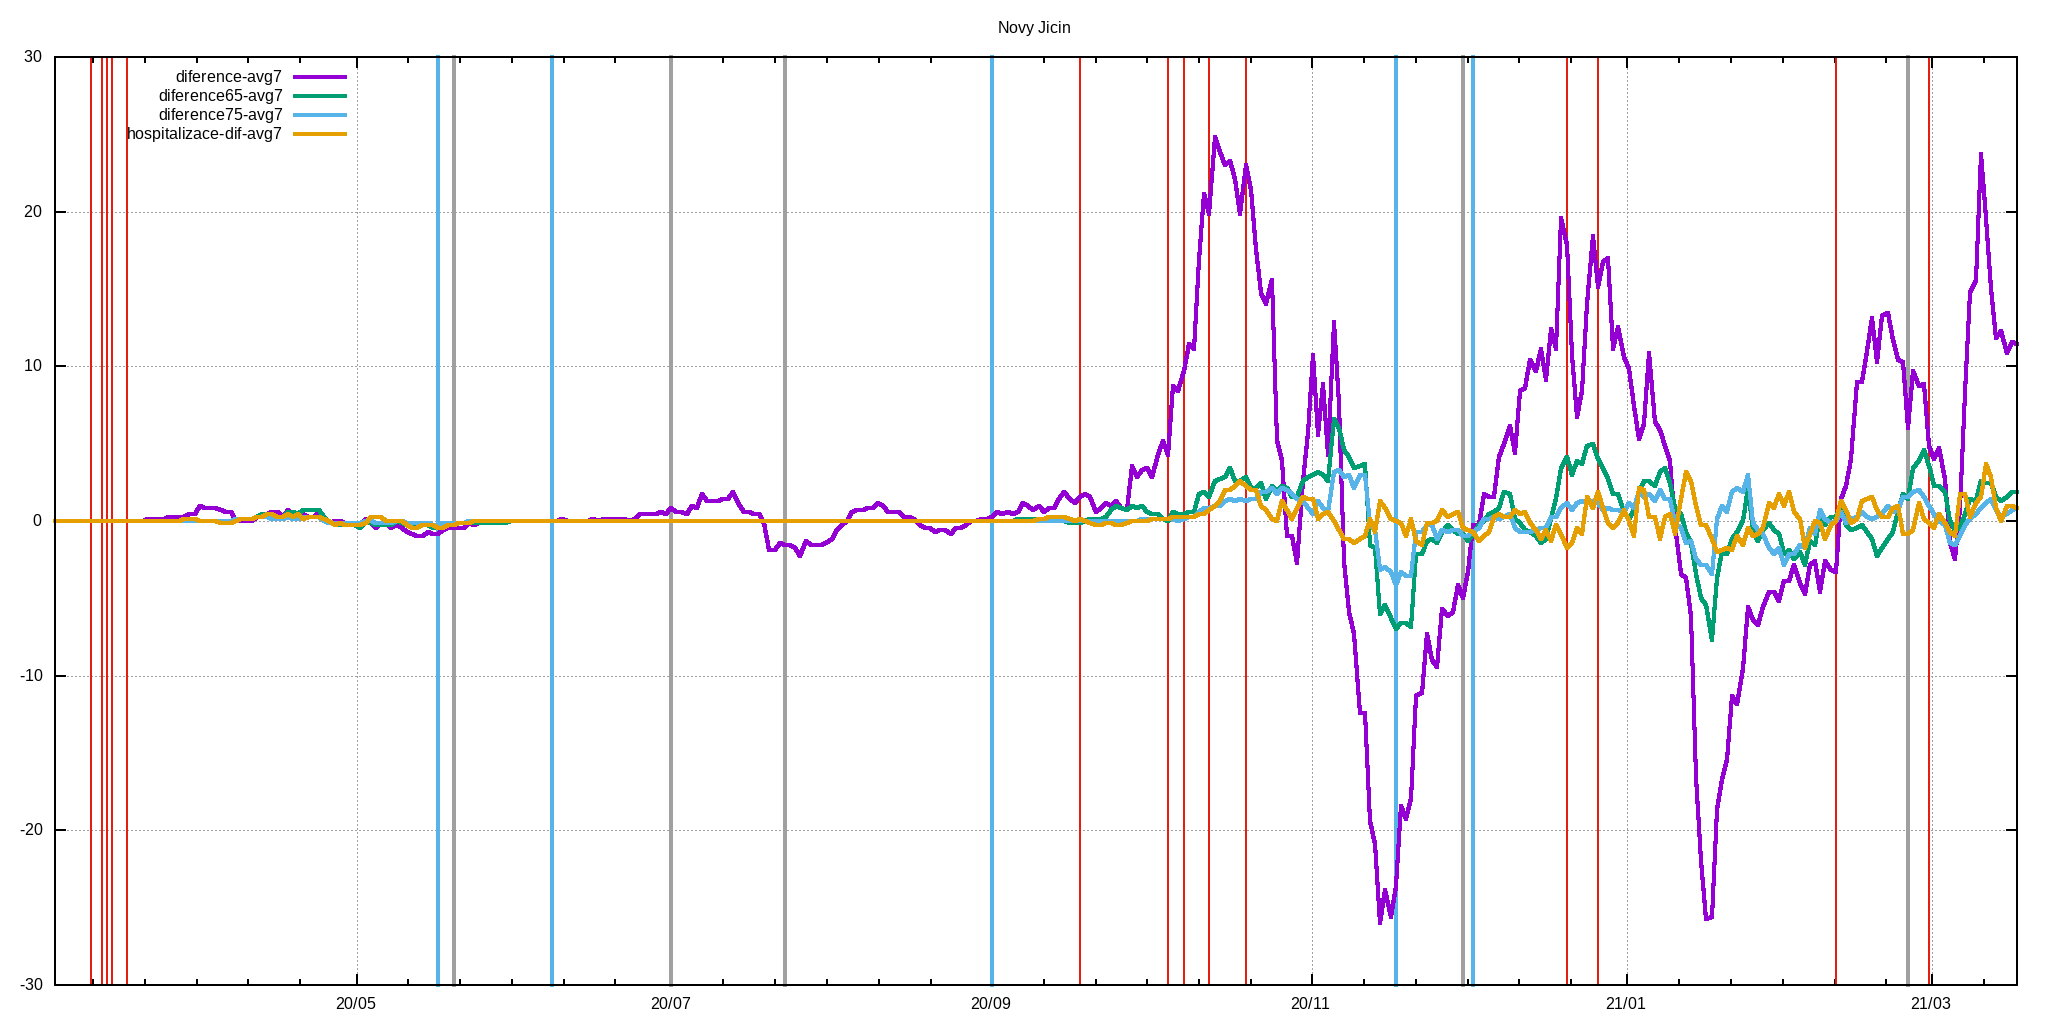 Novy Jicin
30
20
10
0
-10
-20
-30
diference-avg7
diference65-avg7
diference75-avg7
hospitalizace-dif-avg7
20/05
20/07
20/09
20/11
21/01
21/03